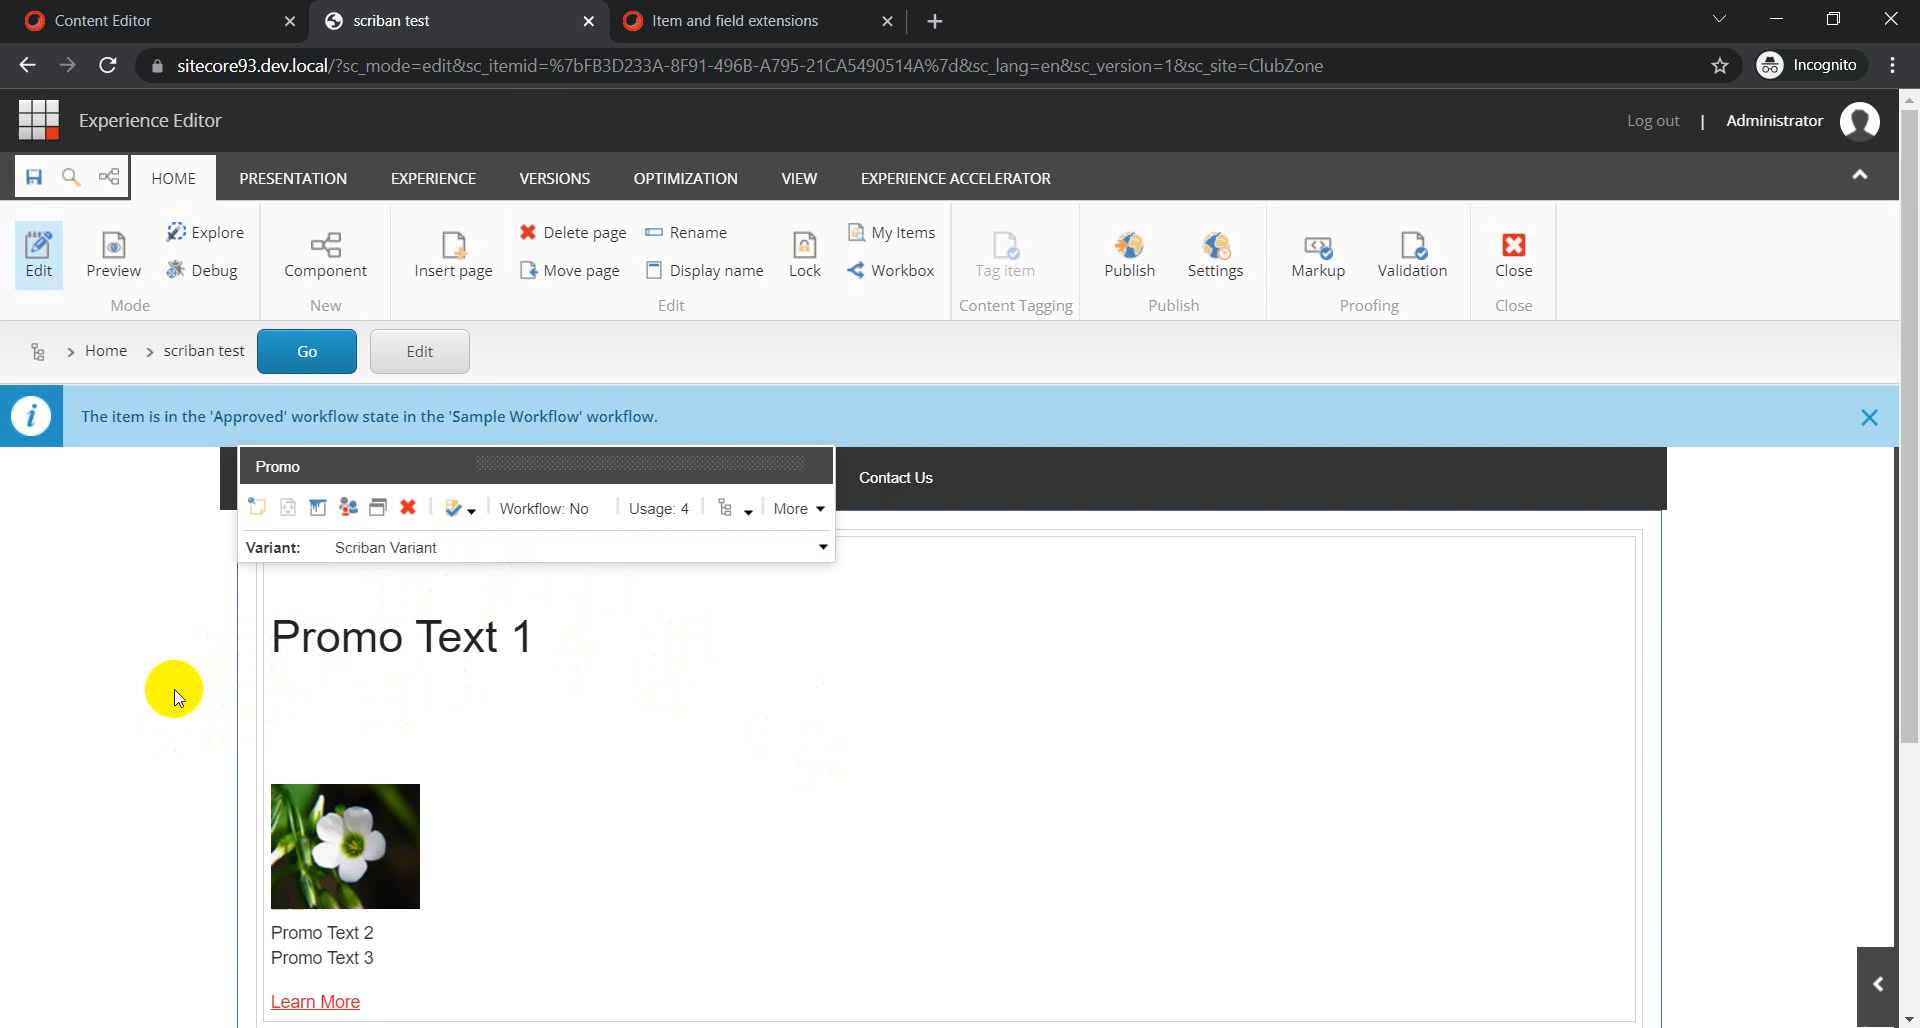 Content Editor
scriban test
Item and field extensions
sitecore93.dev.local/?sc_mode=edit&sc_itemid=%7bFB3D233A-8F91-496B-A795-21CA5490514A%7d&sc_lang=en&sc_version=1&sc_site=ClubZone
Incognito
Experience Editor
Log out | Administrator
HOME PRESENTATION EXPERIENCE VERSIONS OPTIMIZATION VIEW EXPERIENCE ACCELERATOR
Explore Delete page Rename My Items
Edit Preview Debug Component Insert page Move page Display name Lock Workbox Tag item Publish Settings Markup Validation Close
Mode New Edit Content Tagging Publish Proofing Close
> Home > scriban test Go Edit
The item is in the 'Approved' workflow state in the 'Sample Workflow' workflow.
Promo
Contact Us
Workflow: No Usage: 4 More
Variant: Scriban Variant
Promo Text 1
Promo Text 2
Promo Text 3
Learn More